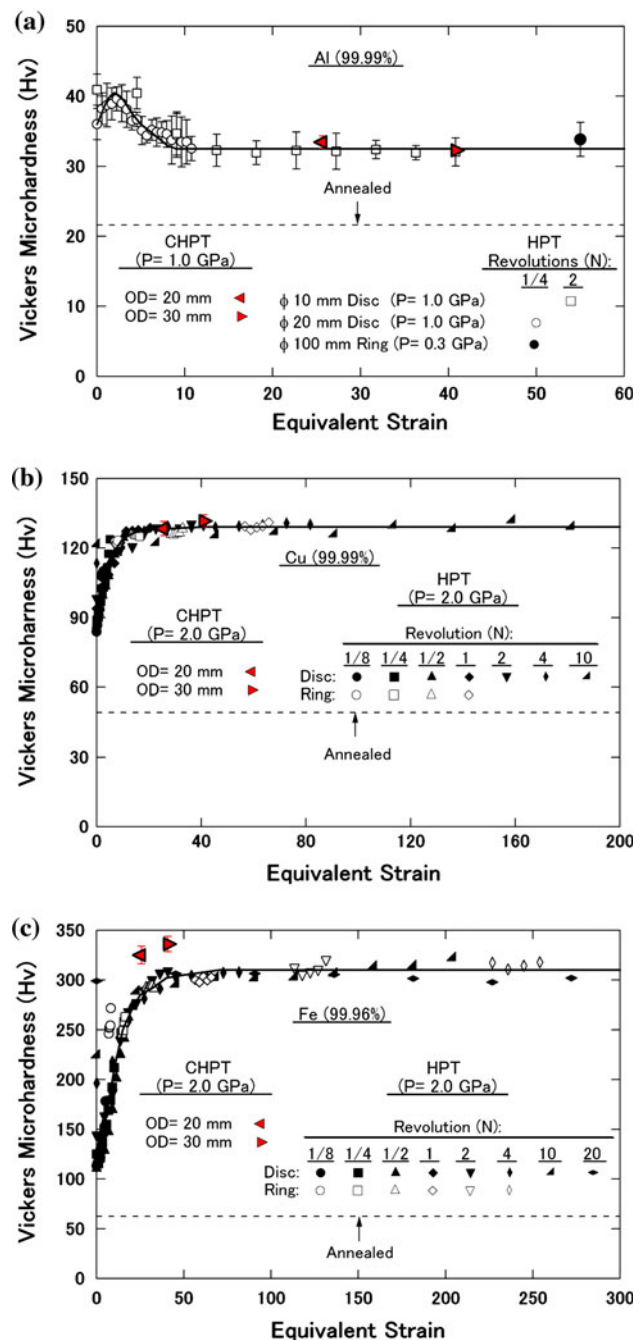 (a)
50
40
30
20
10
0
Vickers Microhardness (Hv)
Al (99.99%)
Annealed
CHPT
(P= 1.0 GPa)
OD= 20 mm
OD= 30 mm
HPT
Revolutions (N):
1/4 2
ϕ 10 mm Disc (P= 1.0 GPa)
ϕ 20 mm Disc (P= 1.0 GPa)
ϕ 100 mm Ring (P= 0.3 GPa)
0 10 20 30 40 50 60
Equivalent Strain
(b)
150
120
90
60
30
0
Vickers Microharness (Hv)
Cu (99.99%)
HPT
(P= 2.0 GPa)
CHPT
(P= 2.0 GPa)
OD= 20 mm
OD= 30 mm
Revolution (N):
1/8 1/4 1/2 1 2 4 10
Disc:
Ring:
Annealed
0 40 80 120 160 200
Equivalent Strain
(c)
350
300
250
200
150
100
50
0
Vickers Microhardness (Hv)
Fe (99.96%)
CHPT
(P= 2.0 GPa)
HPT
(P= 2.0 GPa)
OD= 20 mm
OD= 30 mm
Revolution (N):
1/8 1/4 1/2 1 2 4 10 20
Disc:
Ring:
Annealed
0 50 100 150 200 250 300
Equivalent Strain